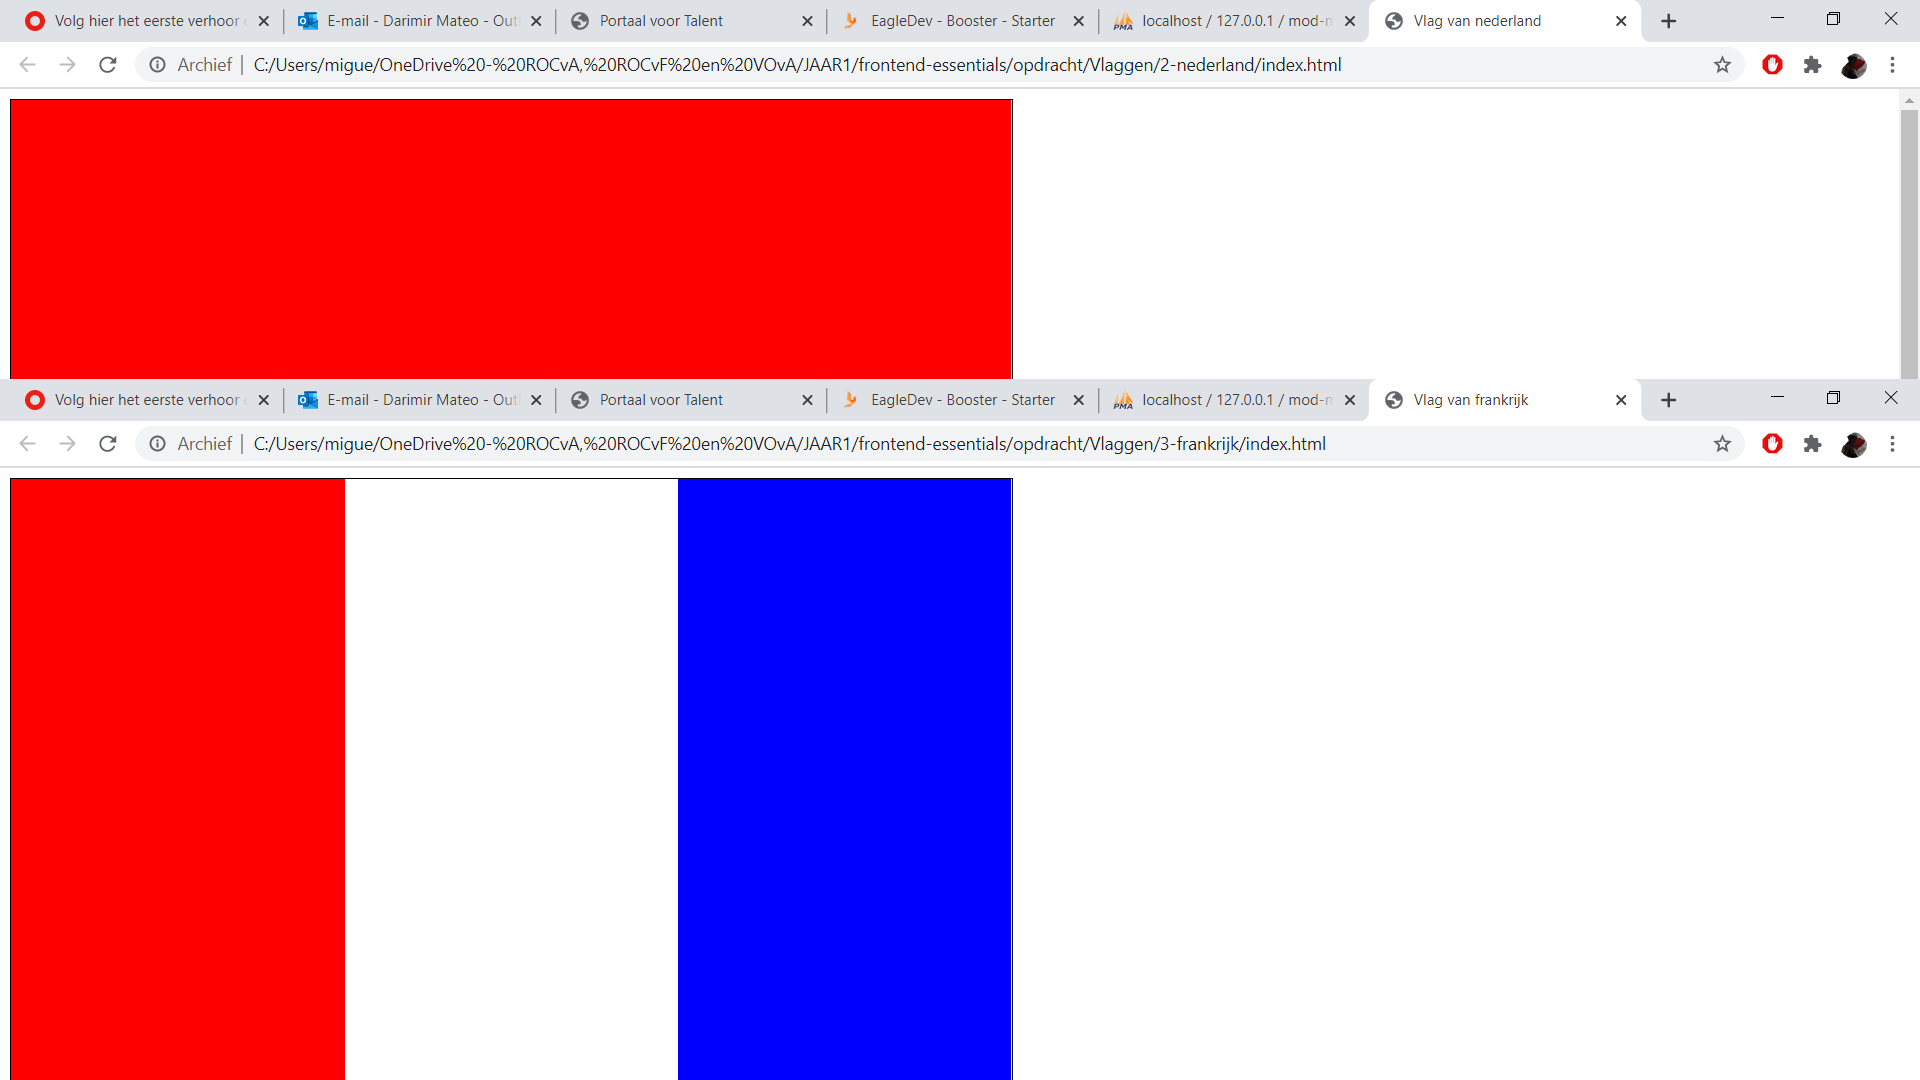 Volg hier het eerste verhoor
E-mail - Darimir Mateo - Out
Portaal voor Talent
EagleDev - Booster - Starter
PMA
localhost / 127.0.0.1 / mod-m
Vlag van nederland
Archief
C:/Users/migue/OneDrive%20-%20ROCvA,%20ROCvF%20en%20VOvA/JAAR1/frontend-essentials/opdracht/Vlaggen/2-nederland/index.html
Volg hier het eerste verhoor
E-mail - Darimir Mateo - Out
Portaal voor Talent
EagleDev - Booster - Starter
PMA
localhost / 127.0.0.1 / mod-m
Vlag van frankrijk
Archief
C:/Users/migue/OneDrive%20-%20ROCvA,%20ROCvF%20en%20VOvA/JAAR1/frontend-essentials/opdracht/Vlaggen/3-frankrijk/index.html